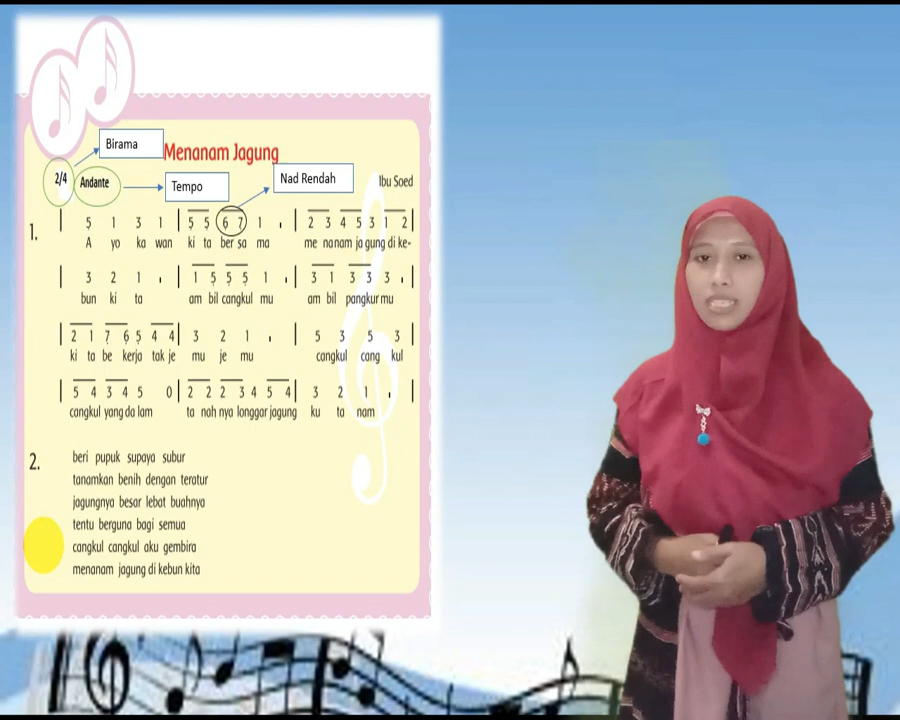 Birama
Menanam Jagung
2/4 Andante
Tempo
Nad Rendah
Ibu Soed
1. | 5 1 3 1 | 5 5 6 7 1 . | 2 3 4 5 3 1 2 |
A yo ka wan ki ta ber sa ma me nanam ja gung di ke-
| 3 2 1 . | 1 5 5 5 1 . | 3 1 3 3 3 . |
bun ki ta am bil cangkul mu am bil pangkur mu
| 2 1 7 6 5 4 4 | 3 2 1 . | 5 3 5 3
ki ta be kerja tak je mu je mu cangkul cang kul
| 5 4 3 4 5 0 | 2 2 2 3 4 5 4 | 3 2 1 . |
cangkul yang da lam ta nah nya longgar jagung ku ta nam
2. beri pupuk supaya subur
tanamkan benih dengan teratur
jagungnya besar lebat buahnya
tentu berguna bagi semua
cangkul cangkul aku gembira
menanam jagung di kebun kita